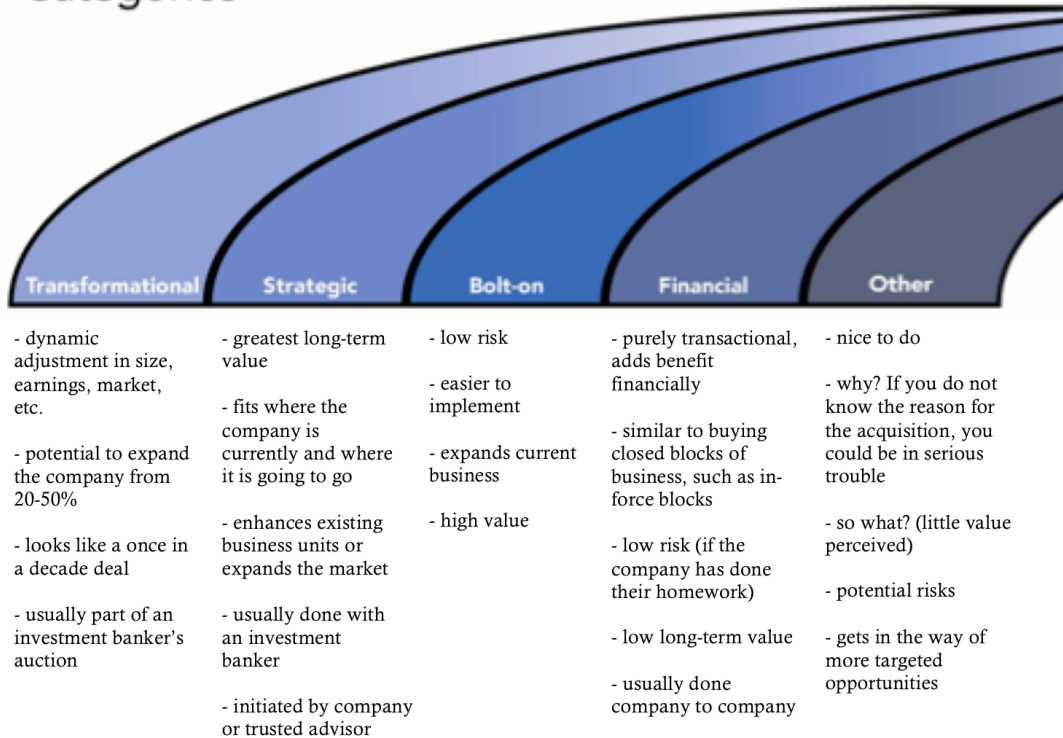 Categories
Transformational
Strategic
Bolt-on
Financial
Other
- dynamic
adjustment in size,
earnings, market,
etc.
- potential to expand
the company from
20-50%
- looks like a once in
a decade deal
- usually part of an
investment banker's
auction
- greatest long-term
value
- fits where the
company is
currently and where
it is going to go
- enhances existing
business units or
expands the market
- usually done with
an investment
banker
- initiated by company
or trusted advisor
- low risk
- easier to
implement
- expands current
business
- high value
- purely transactional,
adds benefit
financially
- similar to buying
closed blocks of
business, such as in-
force blocks
- low risk (if the
company has done
their homework)
- low long-term value
- usually done
company to company
- nice to do
- why? If you do not
know the reason for
the acquisition, you
could be in serious
trouble
- so what? (little value
perceived)
- potential risks
- gets in the way of
more targeted
opportunities